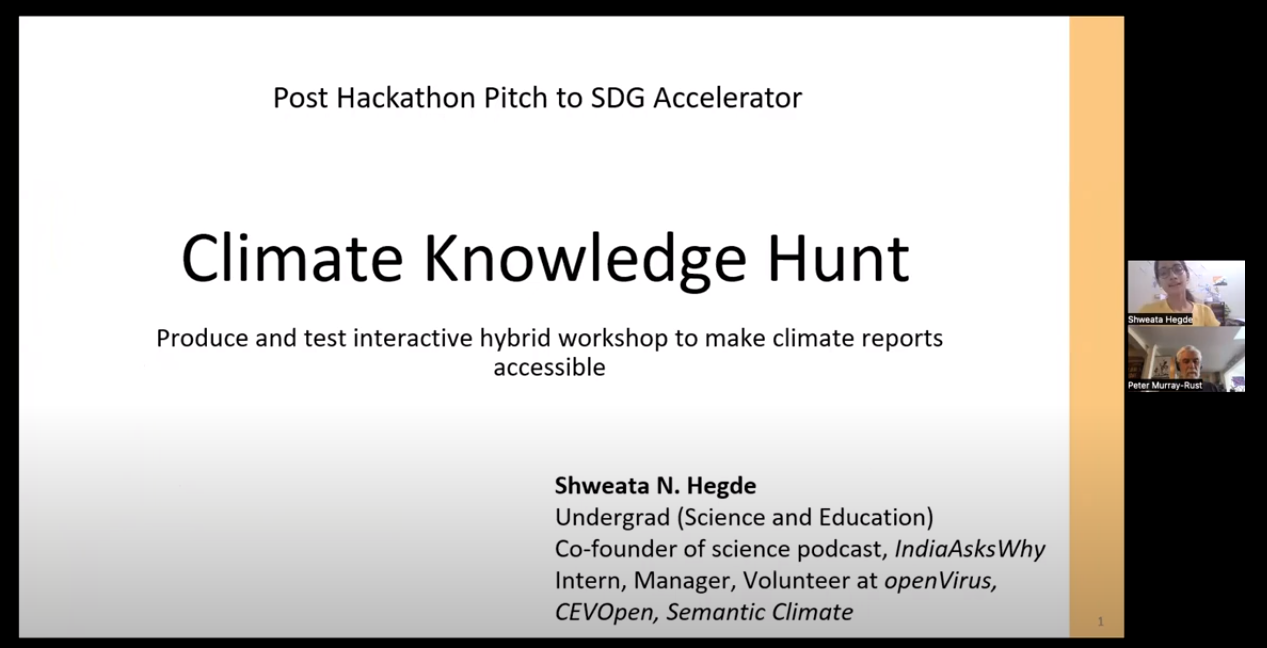 Post Hackathon Pitch to SDG Accelerator
Climate Knowledge Hunt
Produce and test interactive hybrid workshop to make climate reports
accessible
Shweata N. Hegde
Undergrad (Science and Education)
Co-founder of science podcast, IndiaAsksWhy
Intern, Manager, Volunteer at openVirus,
CEVOpen, Semantic Climate
1
Shweata Hegde
Peter Murray-Rust